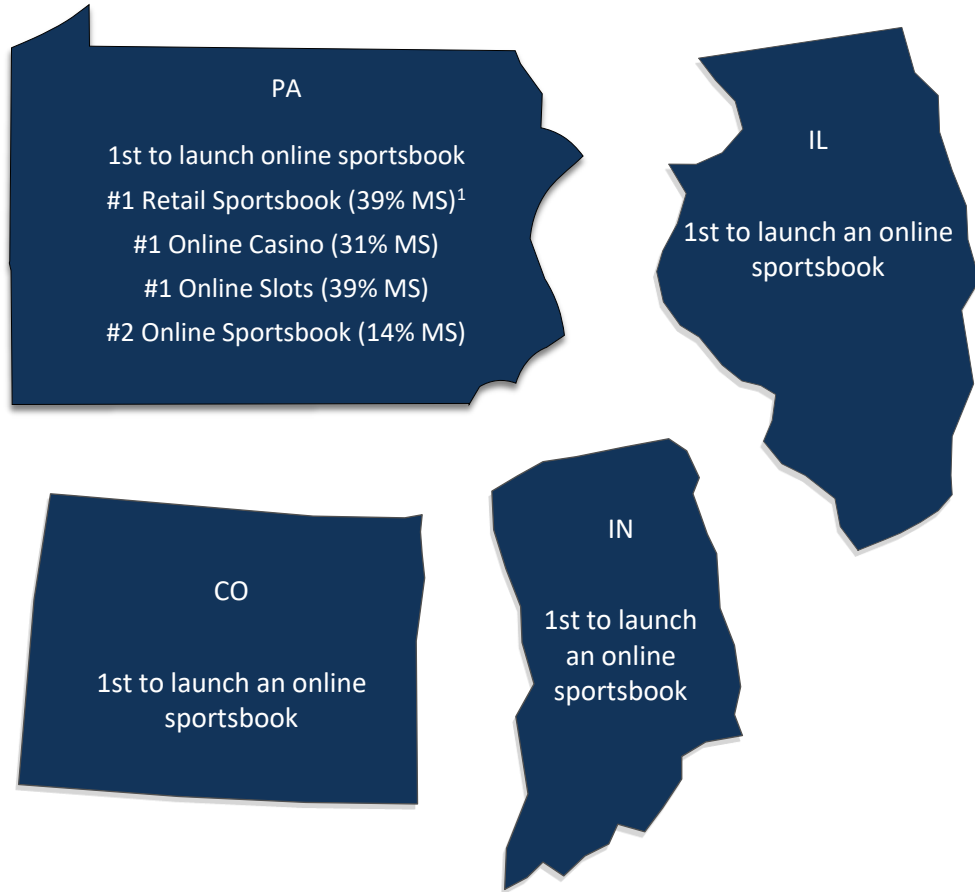 PA
1st to launch online sportsbook
#1 Retail Sportsbook (39% MS)¹
#1 Online Casino (31% MS)
#1 Online Slots (39% MS)
#2 Online Sportsbook (14% MS)
IL
1st to launch an online
sportsbook
CO
1st to launch an online
sportsbook
IN
1st to launch
an online
sportsbook